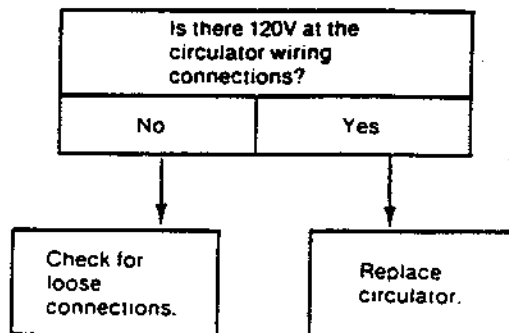 Is there 120V at the
circulator wiring
connections?
No
Yes
Check for
loose
connections.
Replace
circulator.